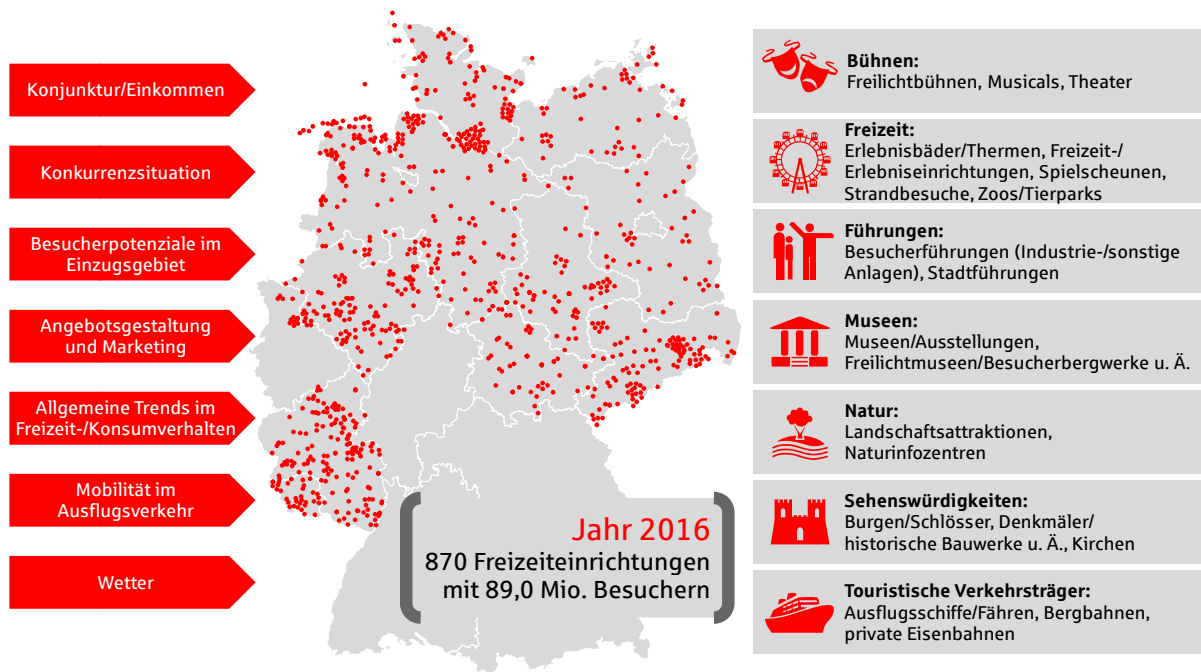 Konjunktur/Einkommen
Konkurrenzsituation
Besucherpotenziale im
Einzugsgebiet
Angebotsgestaltung
und Marketing
Allgemeine Trends im
Freizeit-/Konsumverhalten
Mobilität im
Ausflugsverkehr
Wetter
Jahr 2016
870 Freizeiteinrichtungen
mit 89,0 Mio. Besuchern
Bühnen:
Freilichtbühnen, Musicals, Theater
Freizeit:
Erlebnisbäder/Thermen, Freizeit-/
Erlebniseinrichtungen, Spielscheunen,
Strandbesuche, Zoos/Tierparks
Führungen:
Besucherführungen (Industrie-/sonstige
Anlagen), Stadtführungen
Museen:
Museen/Ausstellungen,
Freilichtmuseen/Besucherbergwerke u. Ä.
Natur:
Landschaftsattraktionen,
Naturinfozentren
Sehenswürdigkeiten:
Burgen/Schlösser, Denkmäler/
historische Bauwerke u. Ä., Kirchen
Touristische Verkehrsträger:
Ausflugsschiffe/Fähren, Bergbahnen,
private Eisenbahnen